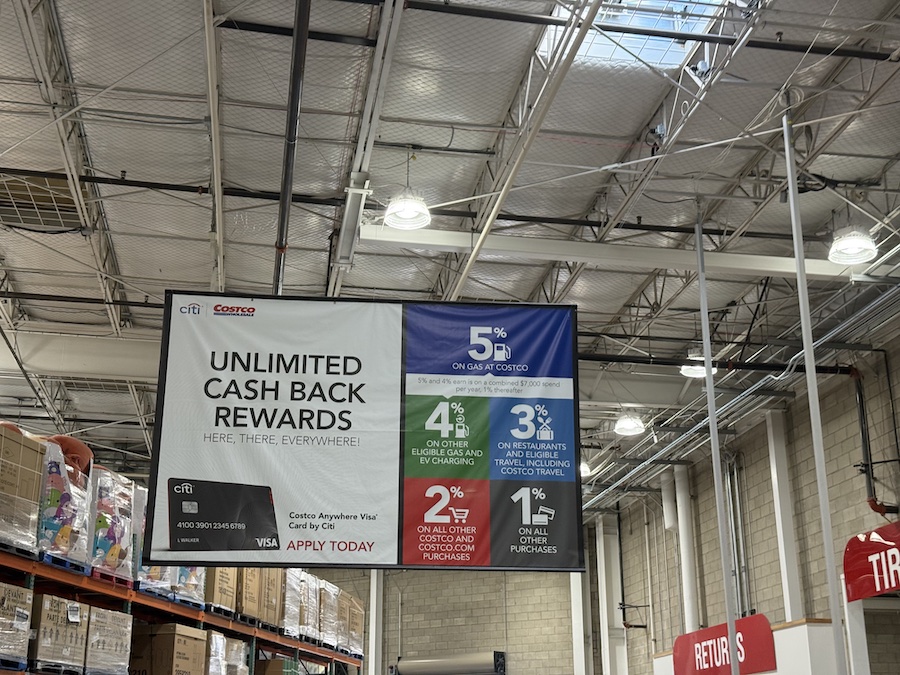 citi Costco
WHOLESALE
UNLIMITED
CASH BACK
REWARDS
HERE, THERE, EVERYWHERE!
citi
4100 3901 2345 6789
L WALKER
VISA
Costco Anywhere Visa®
Card by Citi
APPLY TODAY
5%
ON GAS AT COSTCO
5% and 4% earn is on a combined $7,000 spend
per year, 1% thereafter
4%
ON OTHER
ELIGIBLE GAS AND
EV CHARGING
3%
ON RESTAURANTS
AND ELIGIBLE
TRAVEL, INCLUDING
COSTCO TRAVEL
2%
ON ALL OTHER
COSTCO AND
COSTCO.COM
PURCHASES
1%
ON ALL
OTHER
PURCHASES
RETURNS
TIR